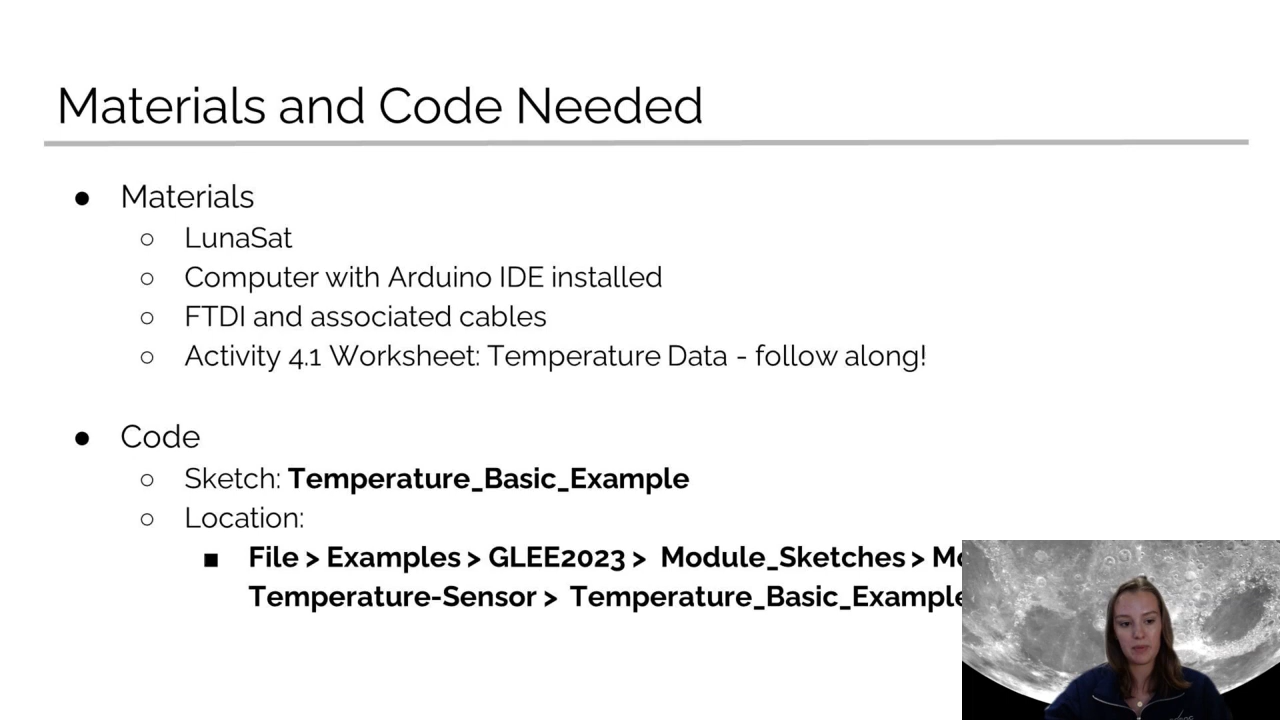 Materials and Code Needed
● Materials
○ LunaSat
○ Computer with Arduino IDE installed
○ FTDI and associated cables
○ Activity 4.1 Worksheet: Temperature Data - follow along!
● Code
○ Sketch: Temperature_Basic_Example
○ Location:
■ File > Examples > GLEE2023 > Module_Sketches >
Temperature-Sensor > Temperature_Basic_Example